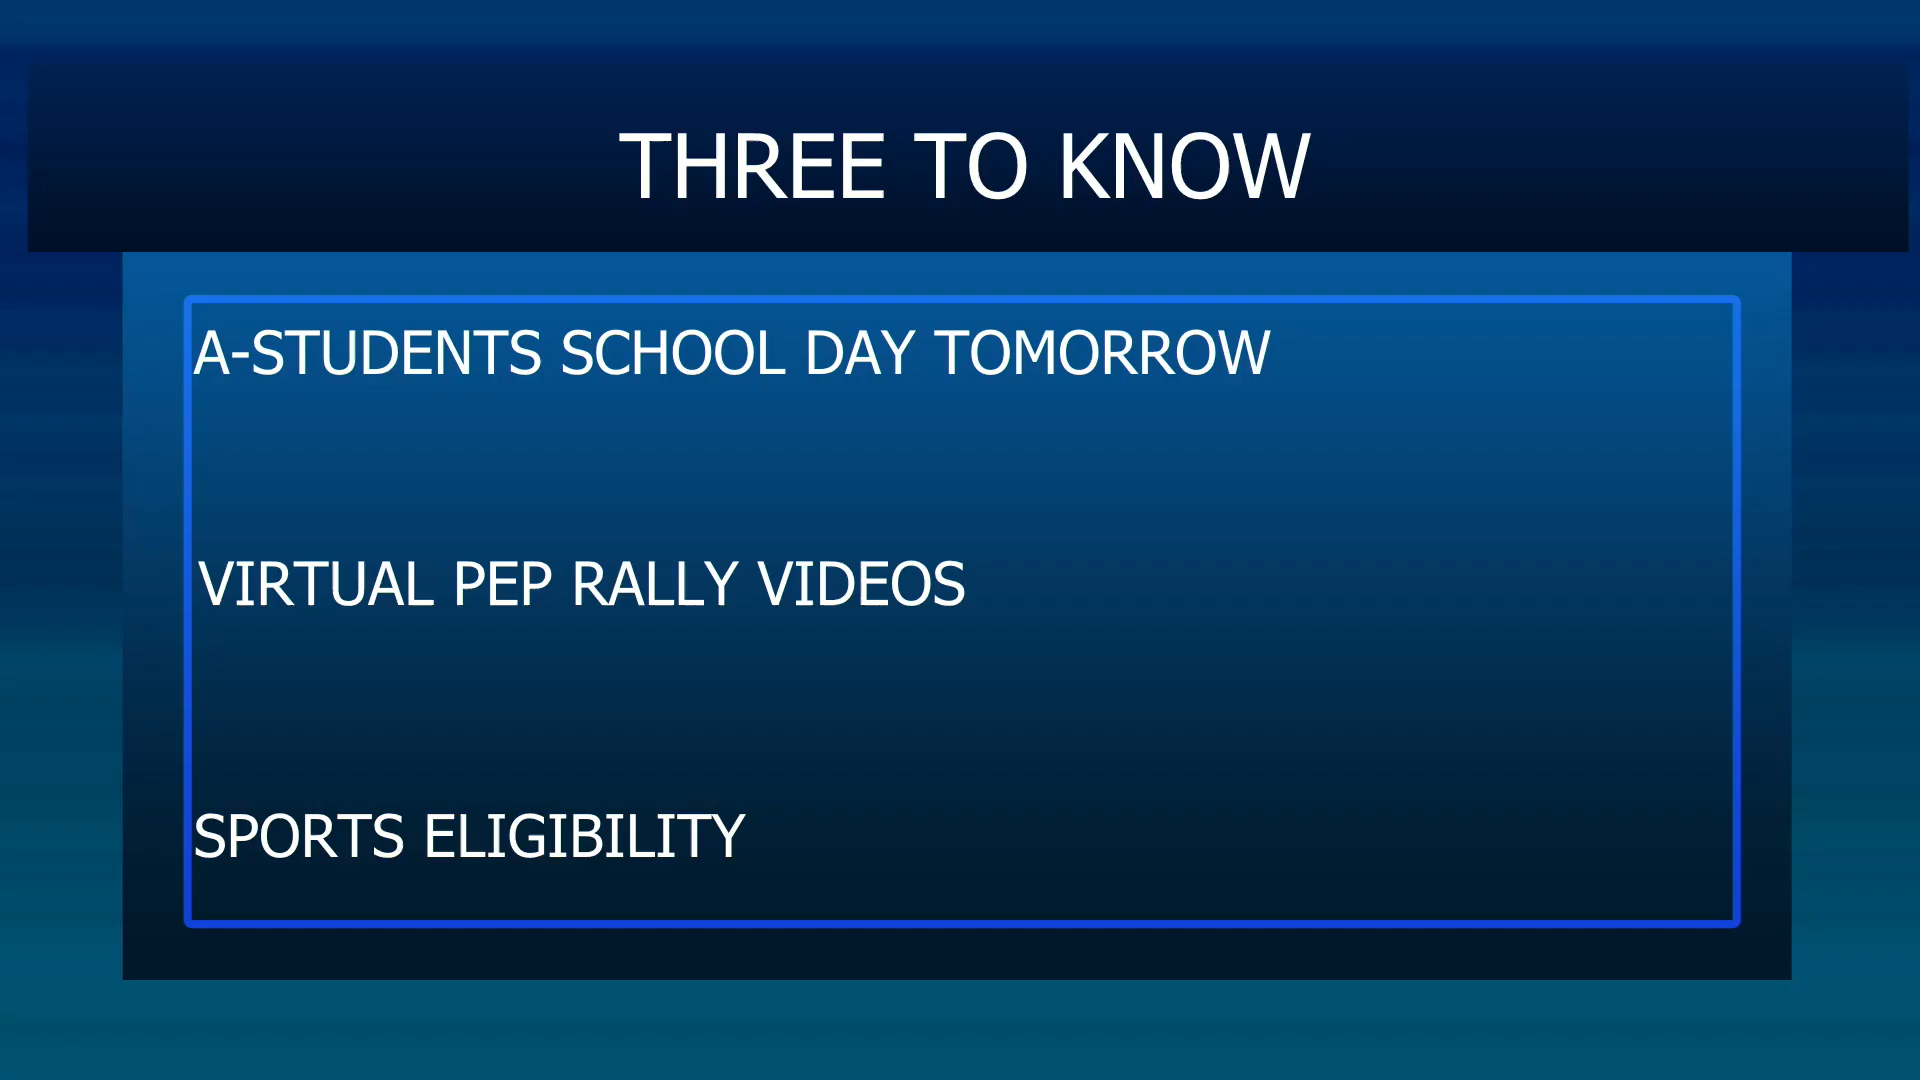 THREE TO KNOW
A-STUDENTS SCHOOL DAY TOMORROW
VIRTUAL PEP RALLY VIDEOS
SPORTS ELIGIBILITY